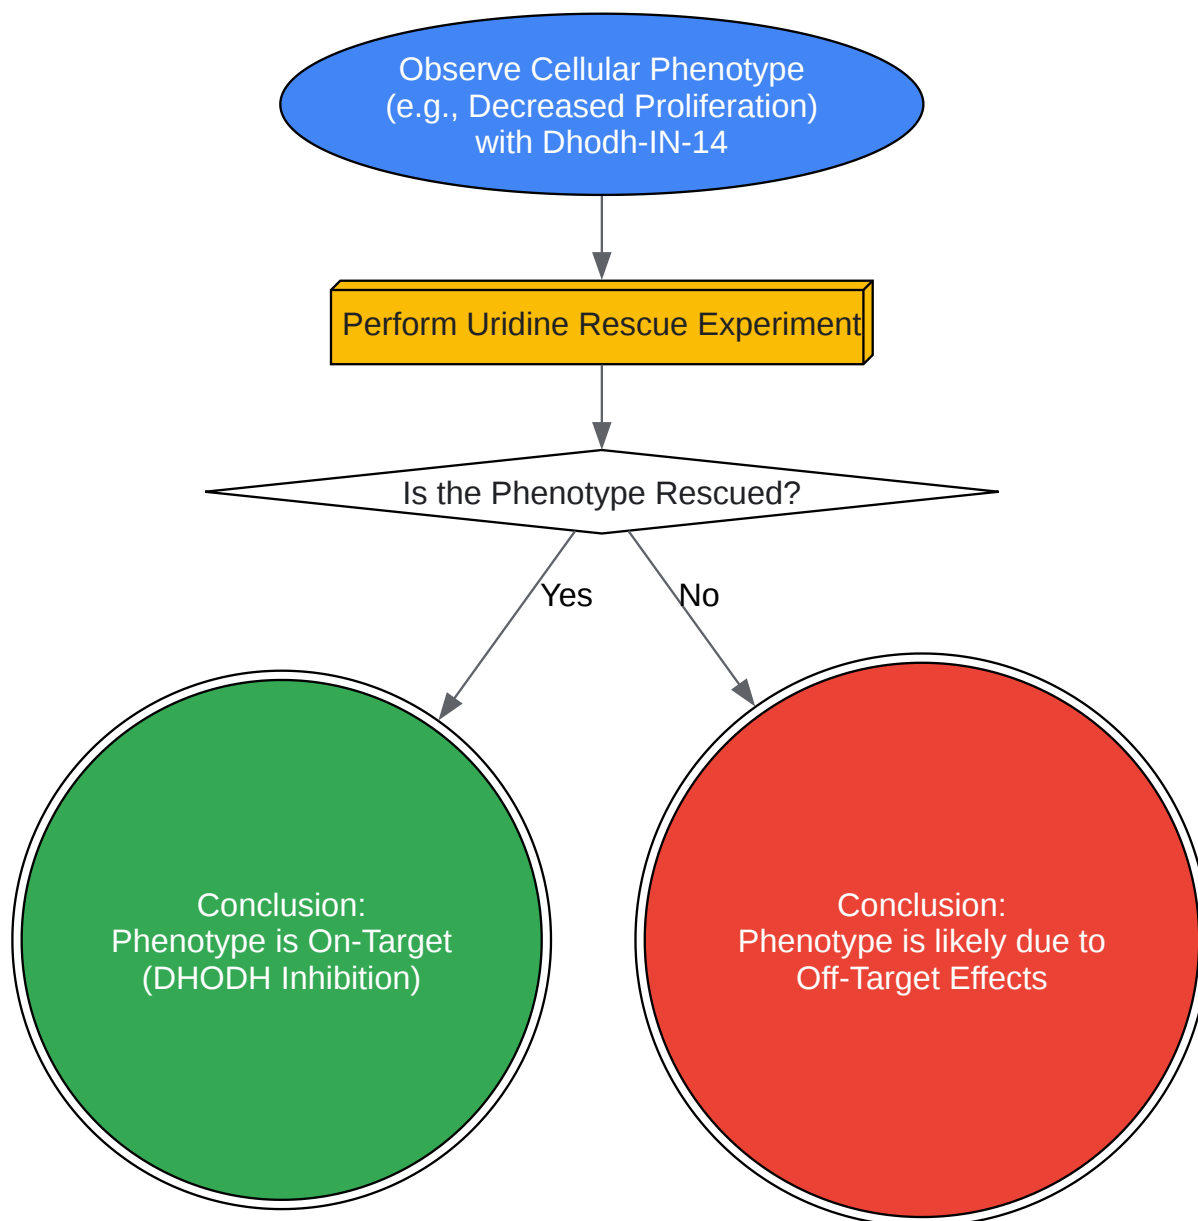 Observe Cellular Phenotype
(e.g., Decreased Proliferation)
with Dhodh-IN-14
Perform Uridine Rescue Experiment
Is the Phenotype Rescued?
Yes
No
Conclusion:
Phenotype is On-Target
(DHODH Inhibition)
Conclusion:
Phenotype is likely due to
Off-Target Effects